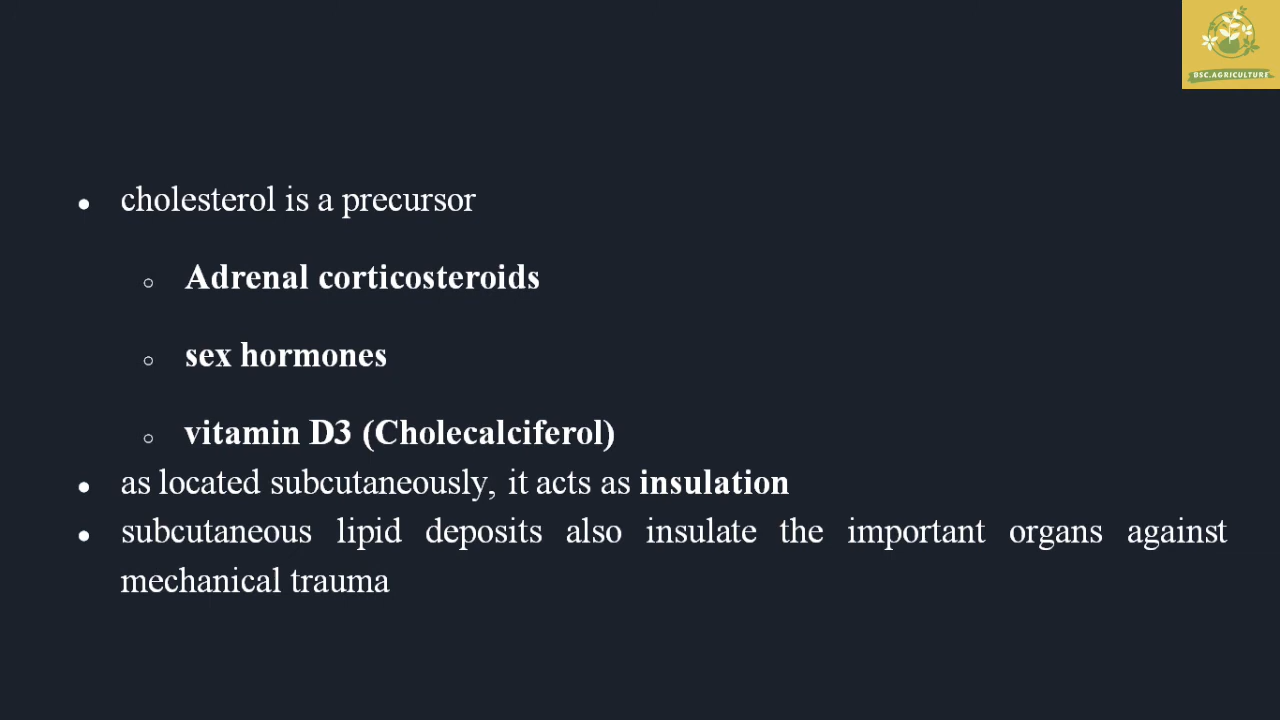 DSC.AGRICULTURE
● cholesterol is a precursor
○ Adrenal corticosteroids
○ sex hormones
○ vitamin D3 (Cholecalciferol)
● as located subcutaneously, it acts as insulation
● subcutaneous lipid deposits also insulate the important organs against
mechanical trauma